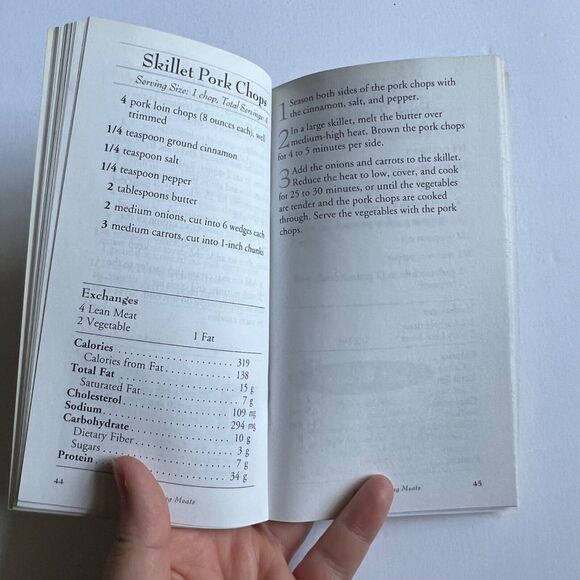 Skillet Pork Chops
Serving Size: 1 chop, Total Servings: 4
4 pork loin chops (8 ounces each), well
trimmed
1/4 teaspoon ground cinnamon
1/4 teaspoon salt
1/4 teaspoon pepper
2 tablespoons butter
2 medium onions, cut into 6 wedges each
3 medium carrots, cut into 1-inch chunks
Exchanges
4 Lean Meat
2 Vegetable
1 Fat
Calories . . . . . . . . . . . . . . . . 319
Calories from Fat . . . . . . . . . . . . 138
Total Fat . . . . . . . . . . . . . . . . 15 g
Saturated Fat . . . . . . . . . . . . . . 7 g
Cholesterol . . . . . . . . . . . . . . . 109 mg
Sodium . . . . . . . . . . . . . . . . . 294 mg
Carbohydrate . . . . . . . . . . . . . . 10 g
Dietary Fiber . . . . . . . . . . . . . . 3 g
Sugars . . . . . . . . . . . . . . . . . 7 g
Protein . . . . . . . . . . . . . . . . . 34 g
44
Meats
1 Season both sides of the pork chops with
the cinnamon, salt, and pepper.
2 In a large skillet, melt the butter over
medium-high heat. Brown the pork chops
for 4 to 5 minutes per side.
3 Add the onions and carrots to the skillet.
Reduce the heat to low, cover, and cook
for 25 to 30 minutes, or until the vegetables
are tender and the pork chops are cooked
through. Serve the vegetables with the pork
chops.
Meats
45